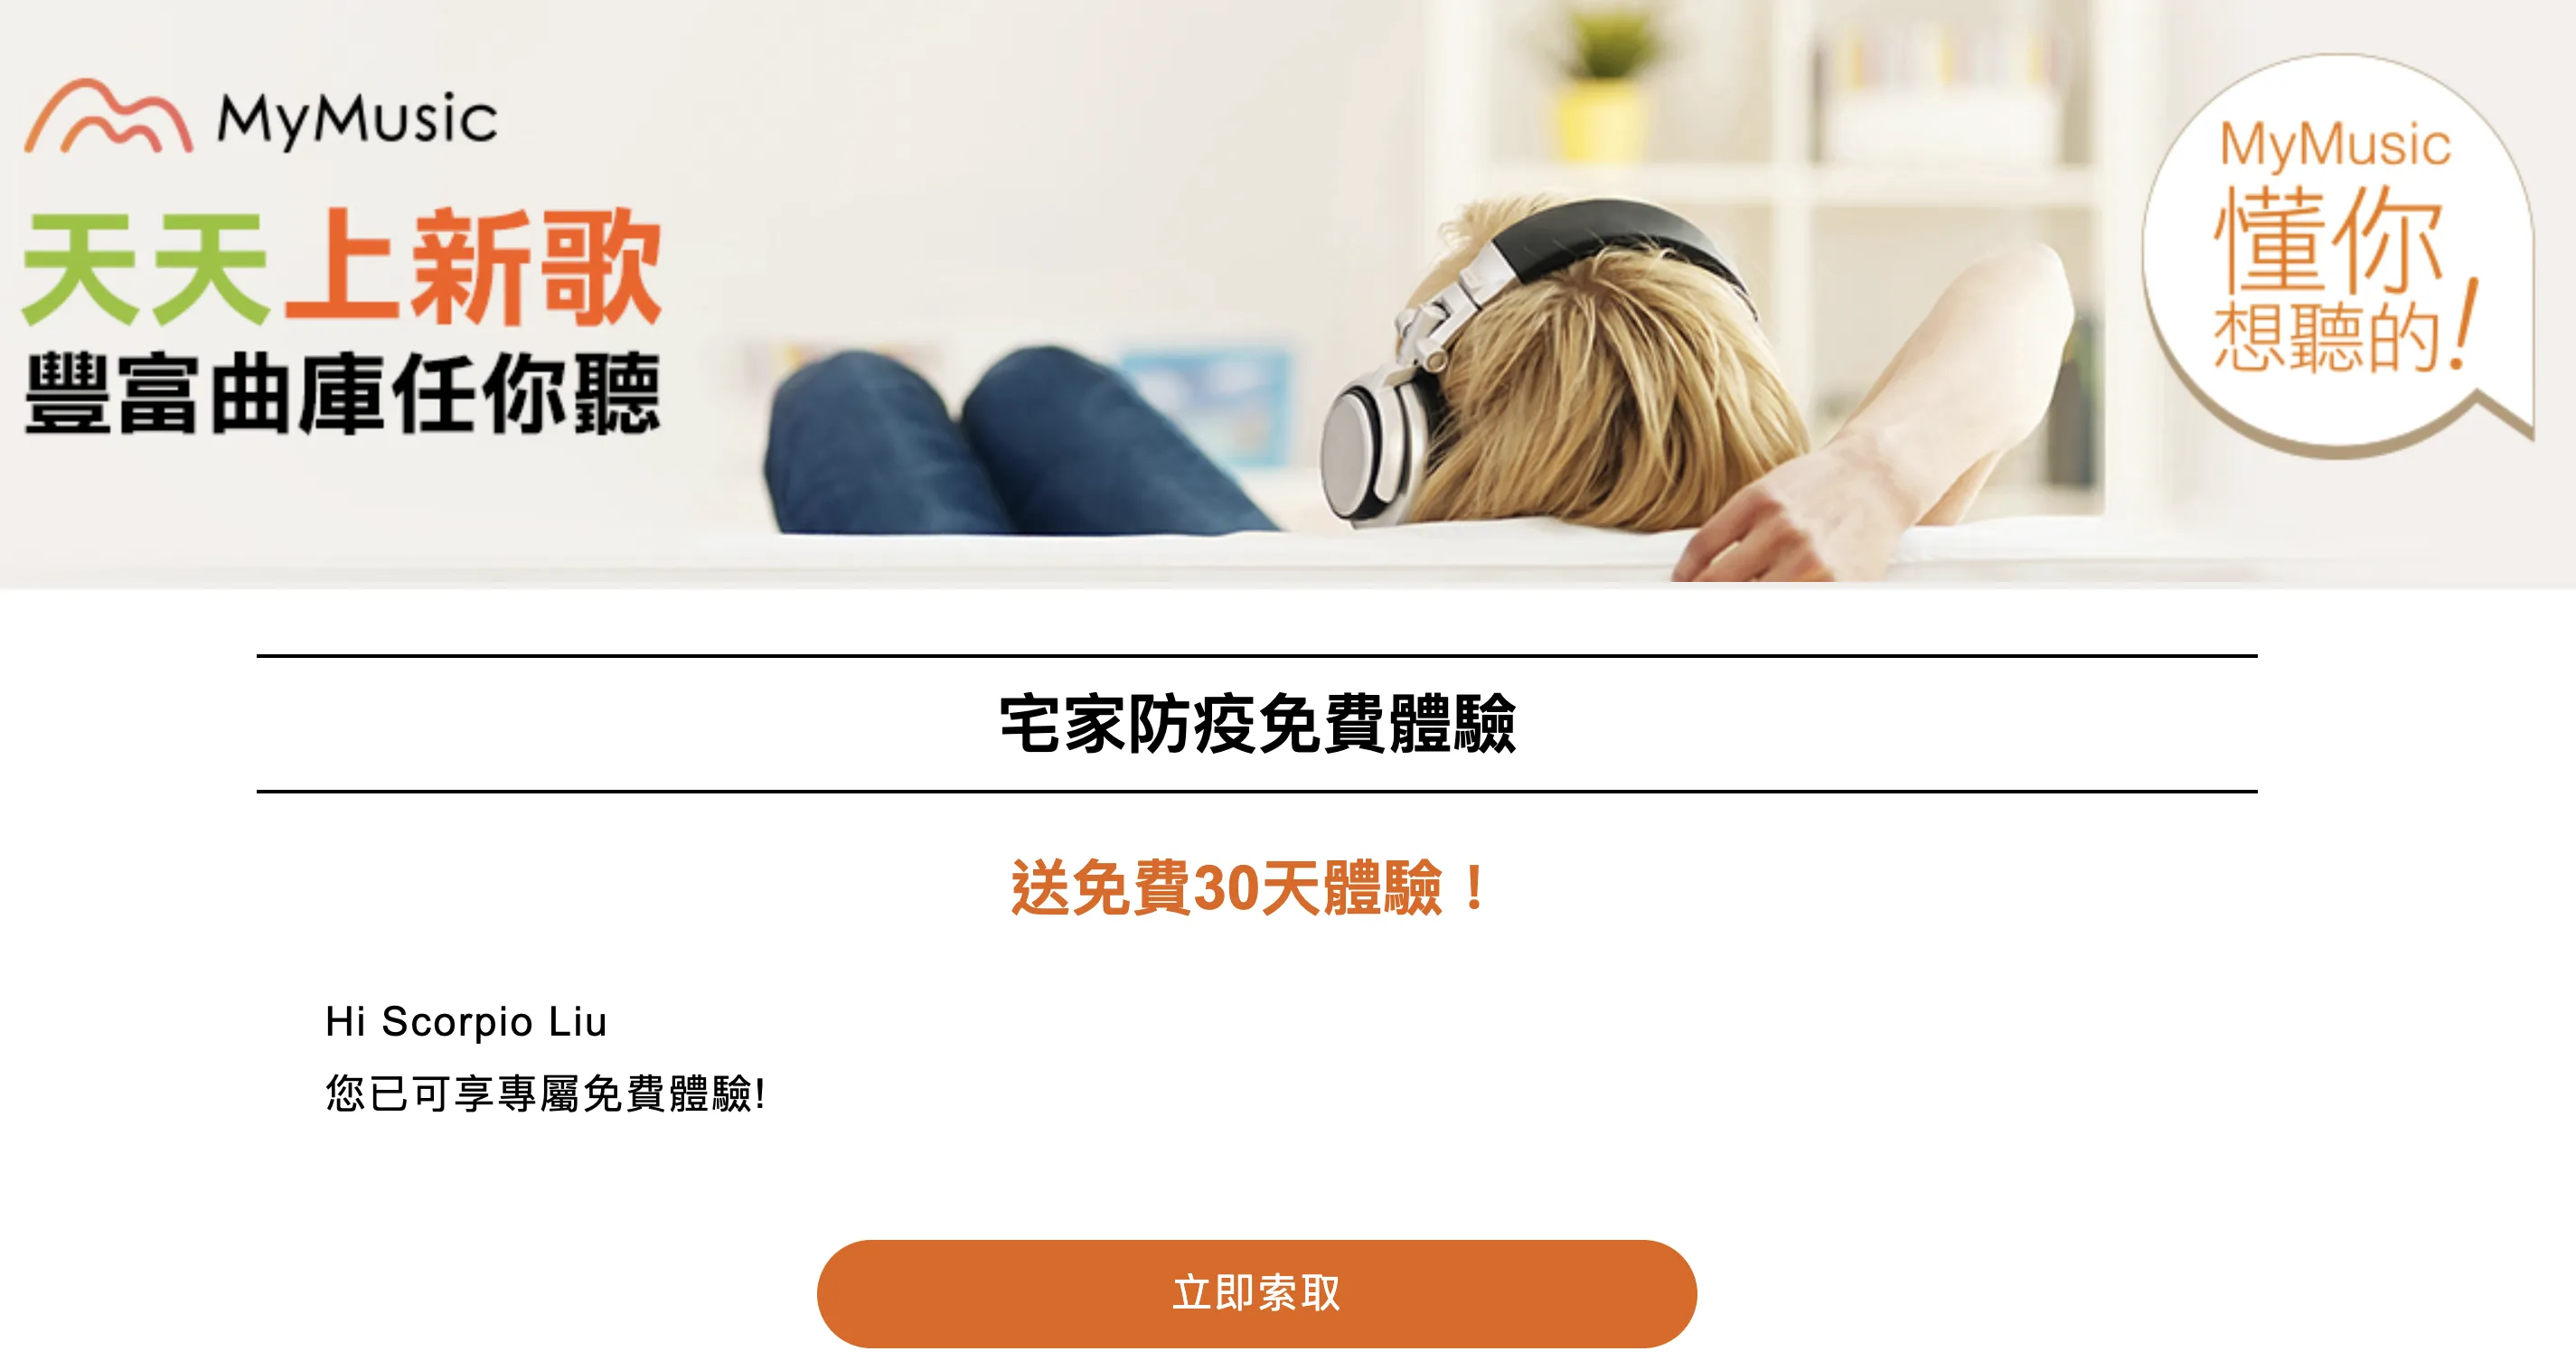 MyMusic
天天上新歌
豐富曲庫任你聽
MyMusic
懂你
想聽的!
宅家防疫免費體驗
送免費30天體驗！
Hi Scorpio Liu
您已可享專屬免費體驗!
立即索取